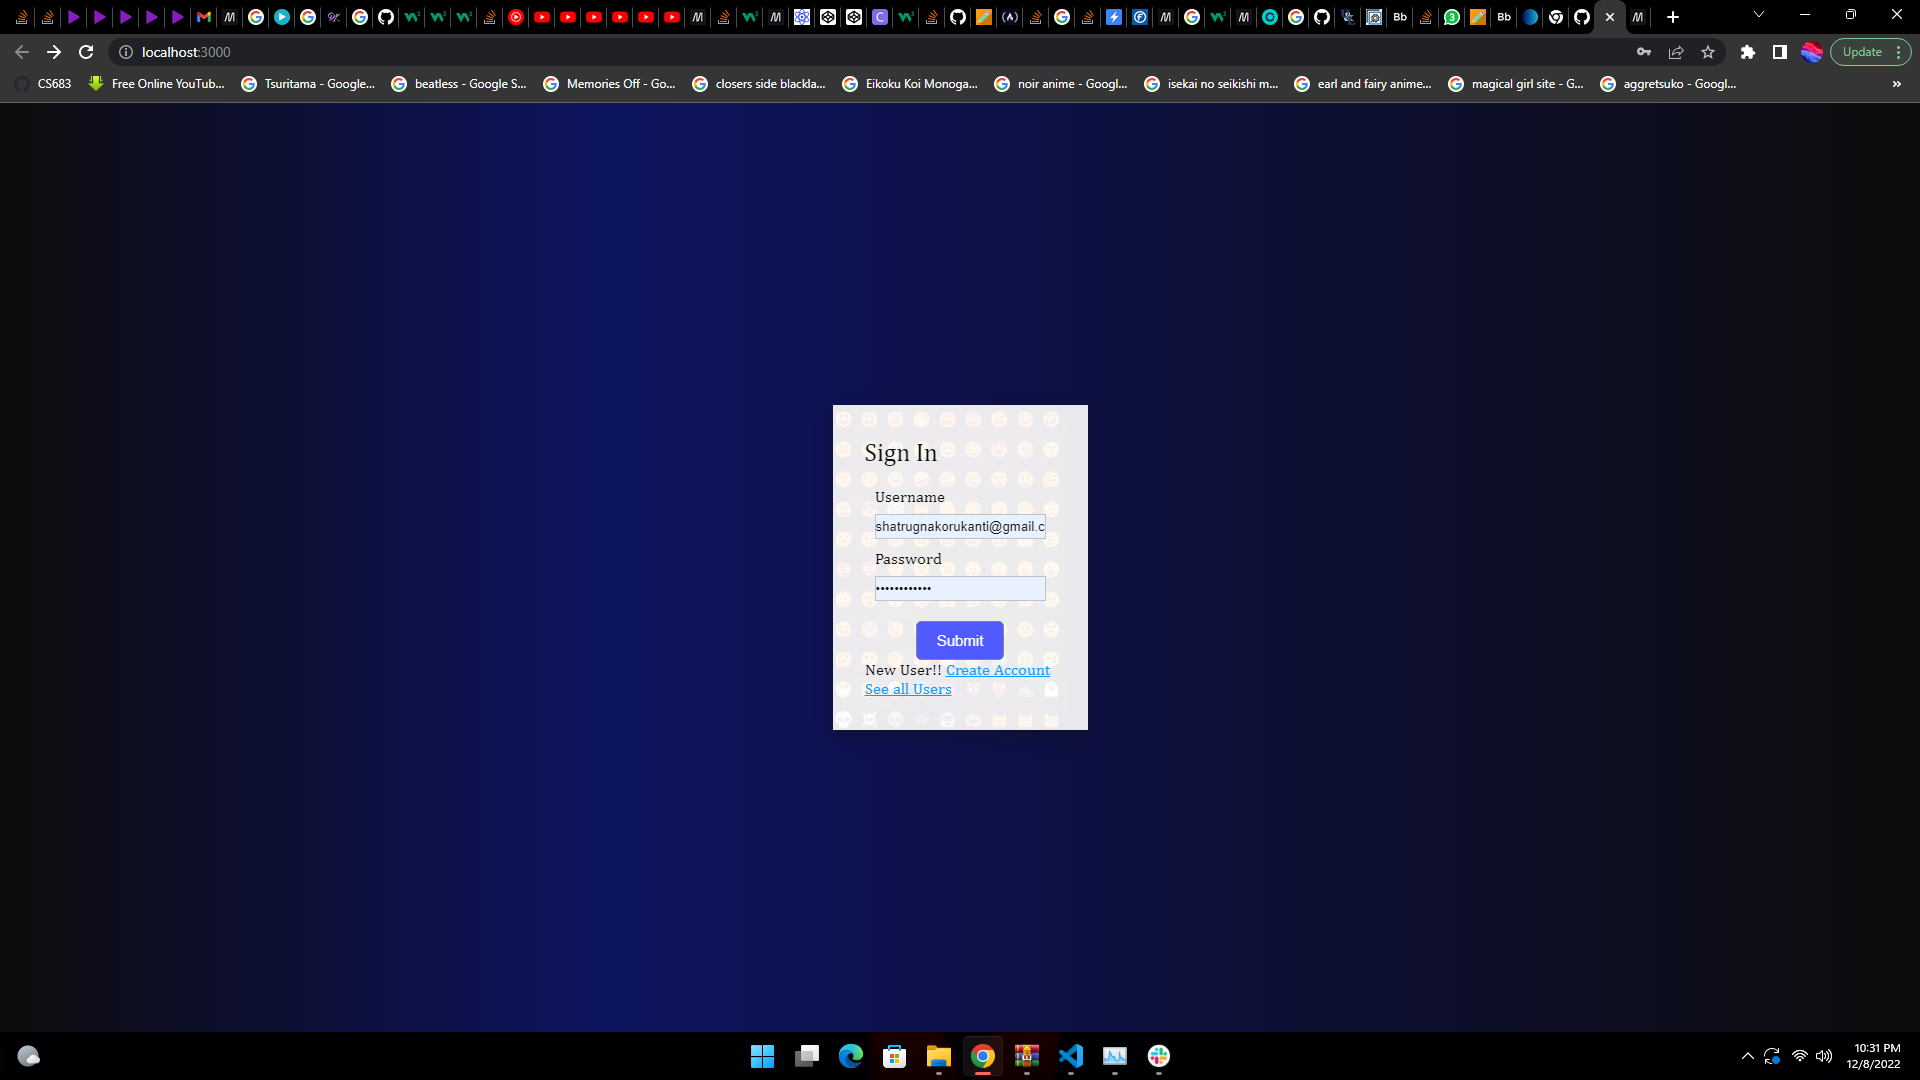 localhost:3000
Update
CS683
Free Online YouTub...
Tsuritama - Google...
beatless - Google S...
Memories Off - Go...
closers side blackla...
Eikoku Koi Monoga...
noir anime - Googl...
isekai no seikishi m...
earl and fairy anime...
magical girl site - G...
aggretsuko - Googl...
»
Sign In
Username
shatrugnakorukanti@gmail.c
Password
••••••••••••
Submit
New User!! Create Account
See all Users
10:31 PM
12/8/2022